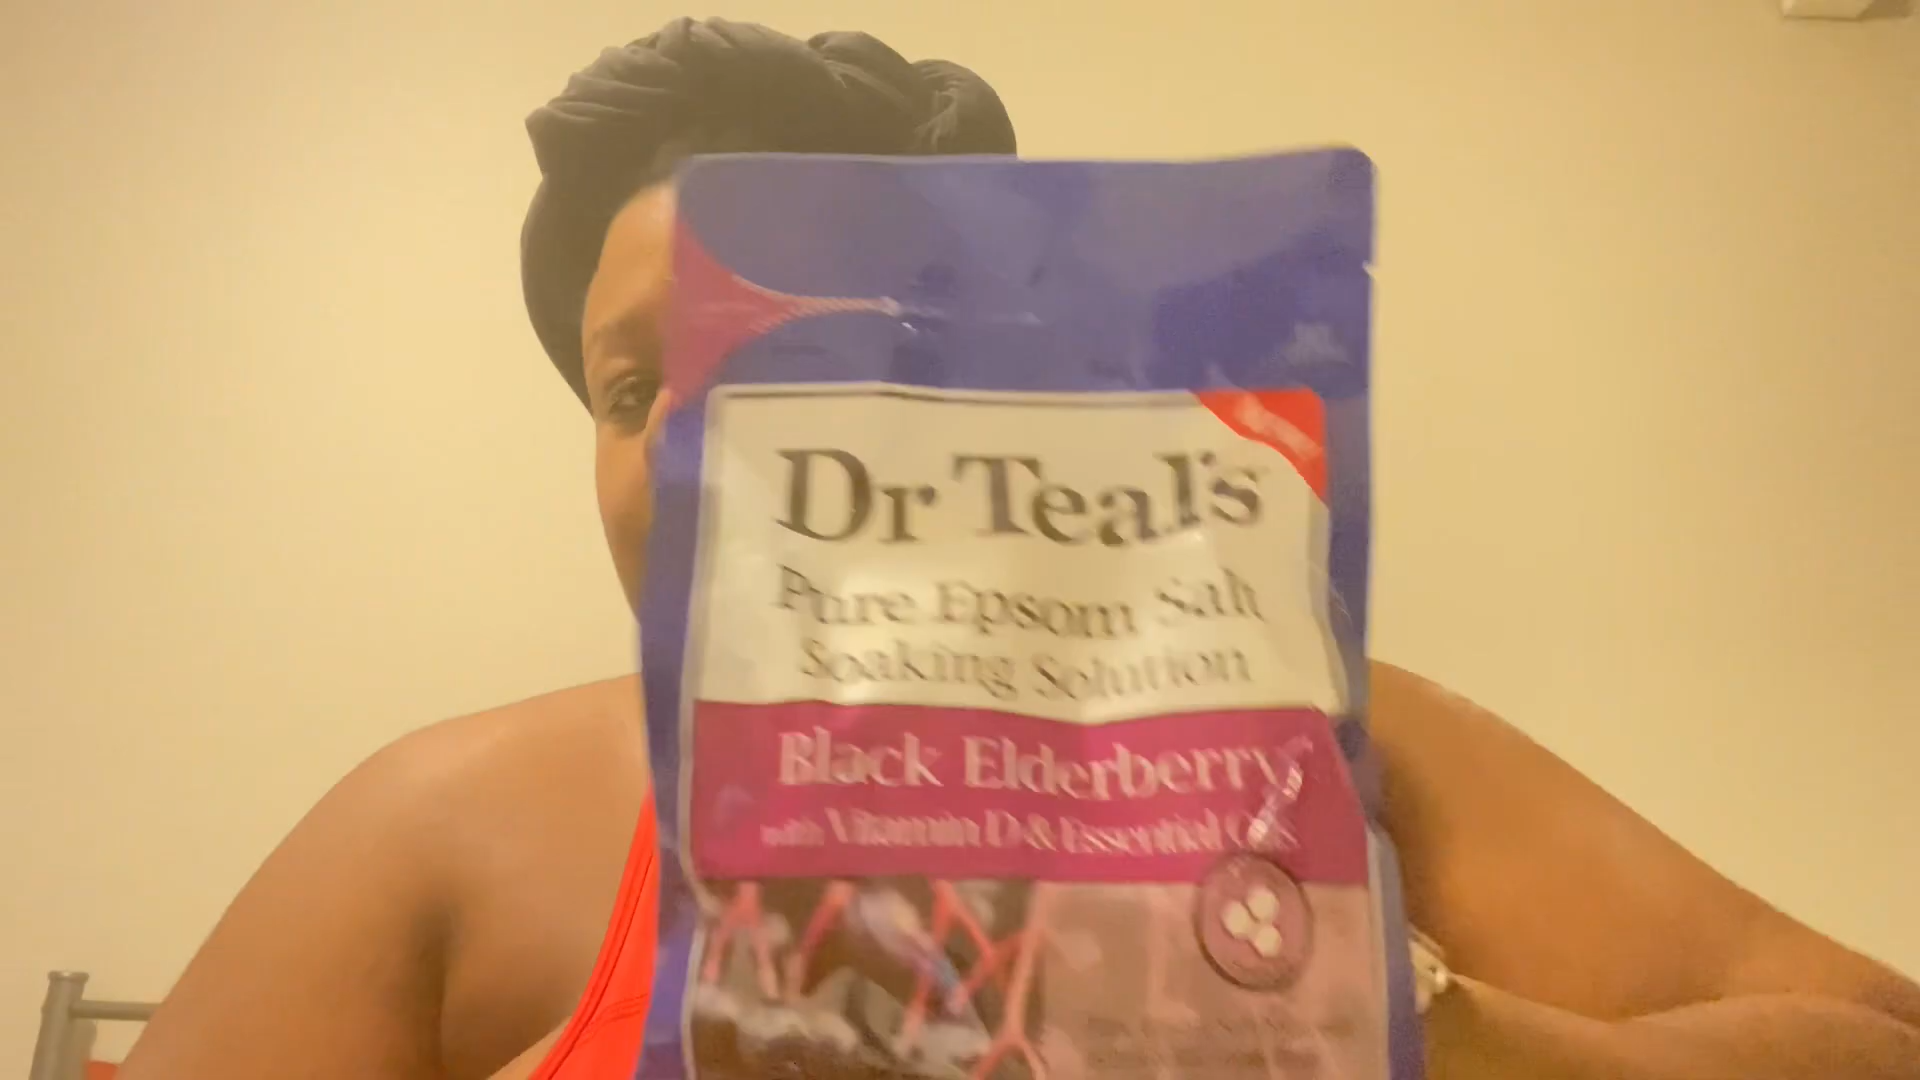 Dr Teal's
Pure Epsom Salt
Soaking Solution
Black Elderberry
with Vitamin D & Essential Oils